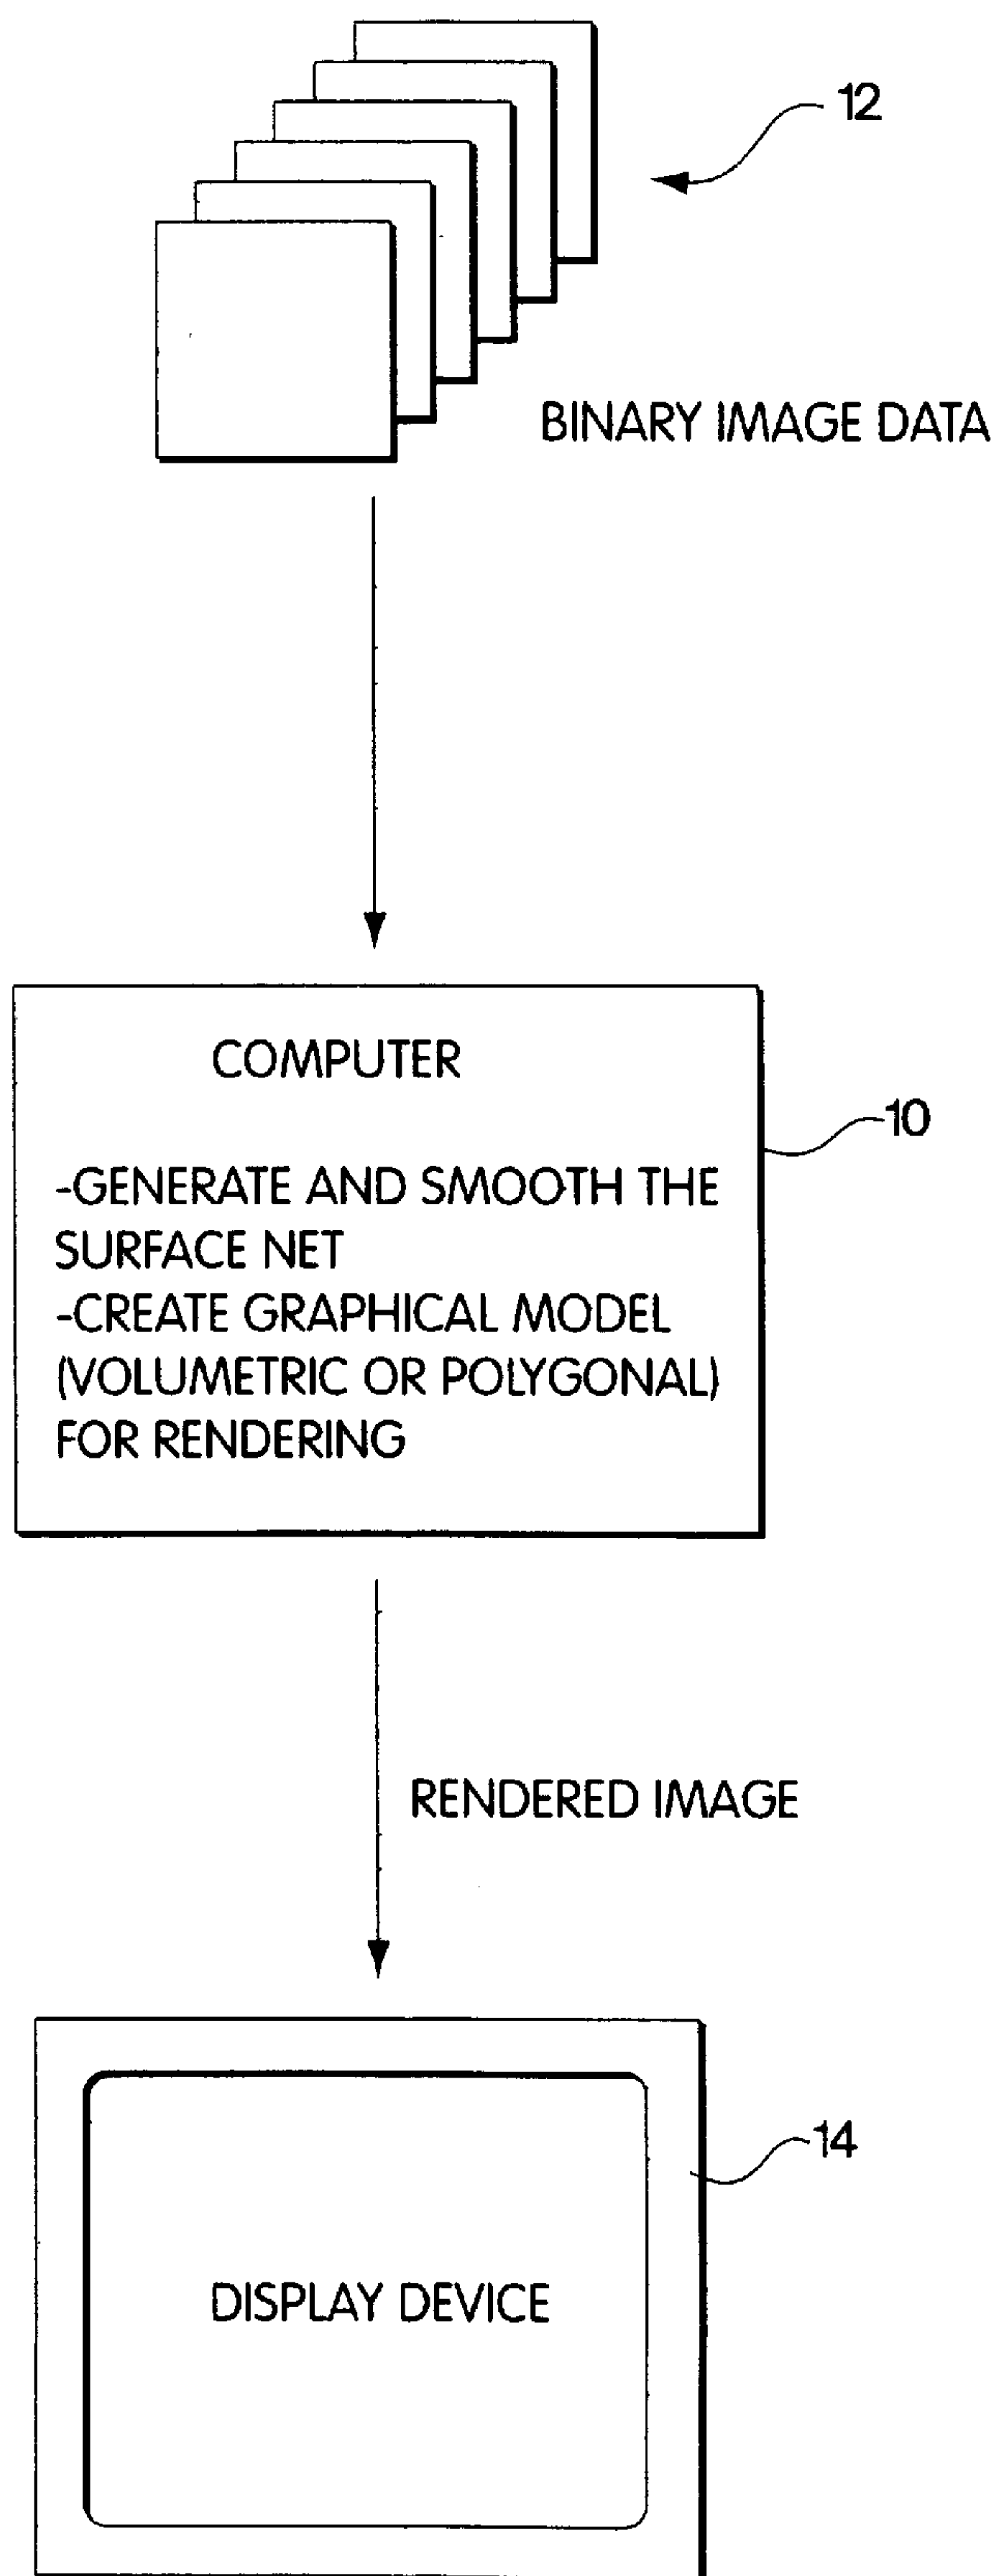 12
BINARY IMAGE DATA
COMPUTER
10
-GENERATE AND SMOOTH THE
SURFACE NET
-CREATE GRAPHICAL MODEL
(VOLUMETRIC OR POLYGONAL)
FOR RENDERING
RENDERED IMAGE
14
DISPLAY DEVICE